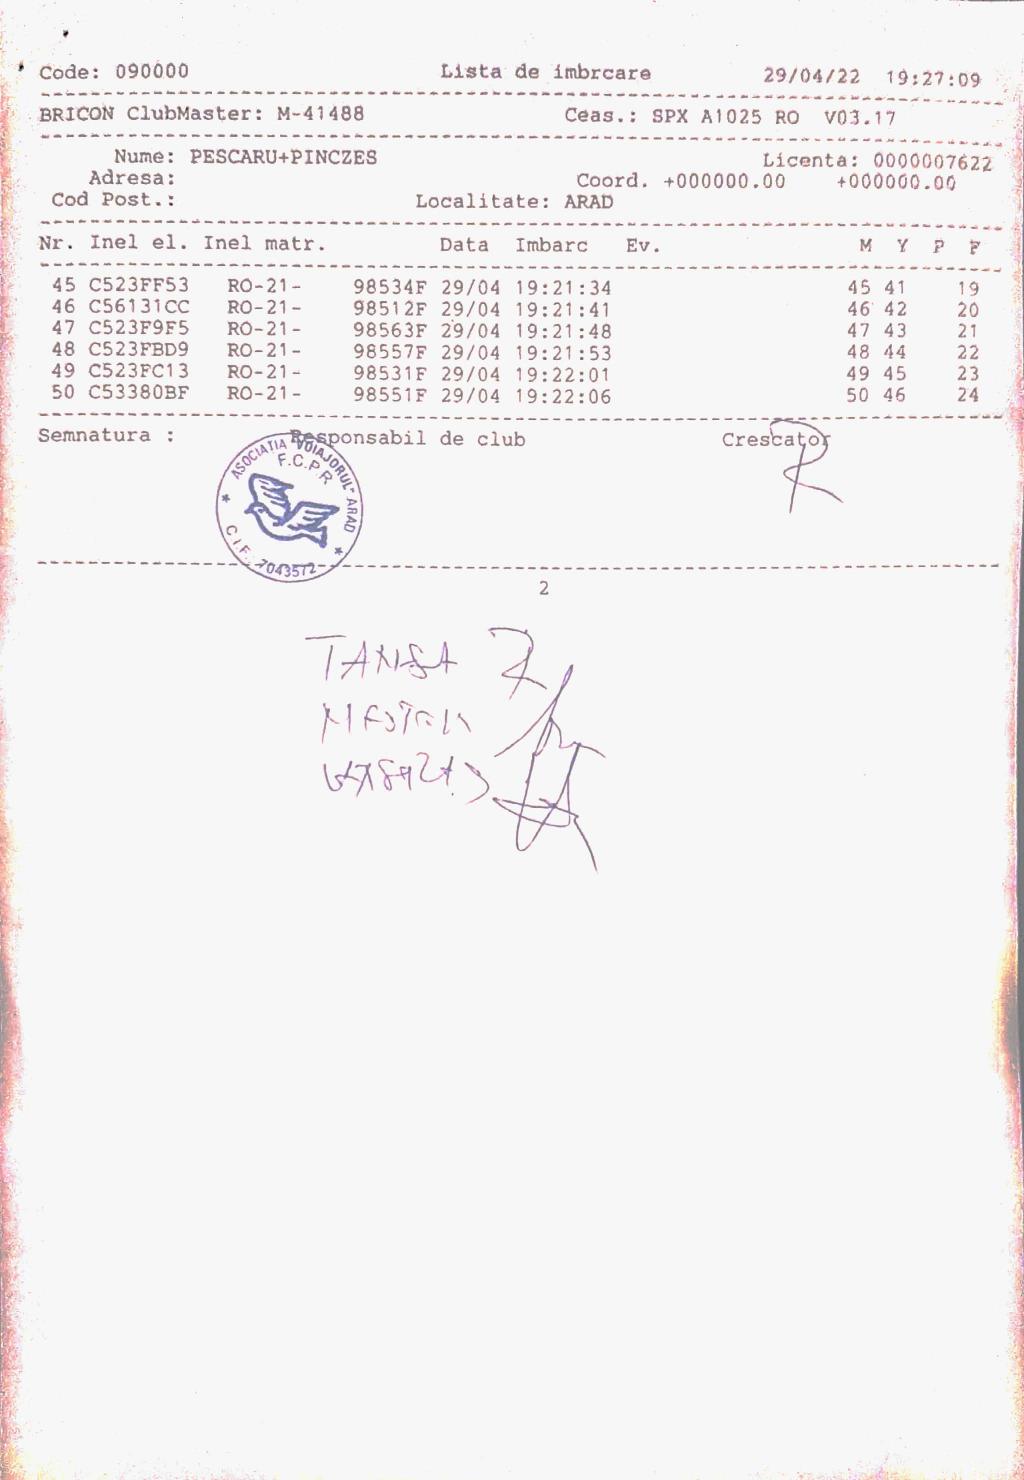 Code: 090000 Lista de imbrcare 29/04/22 19:27:09
BRICON ClubMaster: M-41488 Ceas.: SPX A1025 RO V03.17
Nume: PESCARU+PINCZES Licenta: 0000007622
Adresa: Coord. +000000.00 +000000.00
Cod Post.: Localitate: ARAD
Nr. Inel el. Inel matr. Data Imbarc Ev. M Y P F
45 C523FF53 RO-21- 98534F 29/04 19:21:34 45 41 19
46 C56131CC RO-21- 98512F 29/04 19:21:41 46 42 20
47 C523F9F5 RO-21- 98563F 29/04 19:21:48 47 43 21
48 C523FBD9 RO-21- 98557F 29/04 19:21:53 48 44 22
49 C523FC13 RO-21- 98531F 29/04 19:22:01 49 45 23
50 C53380BF RO-21- 98551F 29/04 19:22:06 50 46 24
Semnatura : Responsabil de club Crescator
ASOCIATIA "VOIAJORUL" ARAD
F.C.P.R
C.I.F. 7043572
2